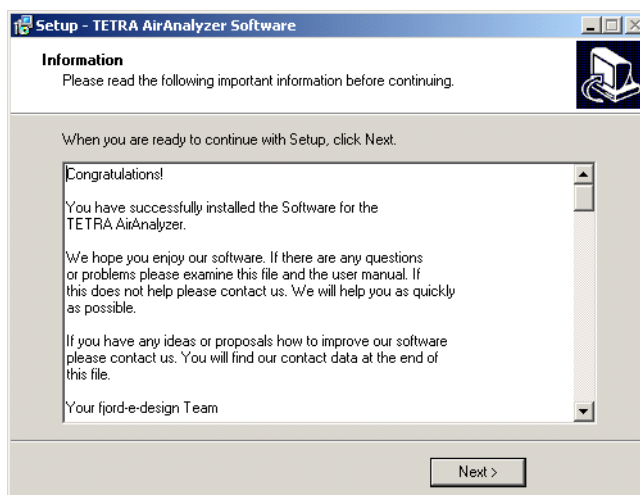 Setup - TETRA AirAnalyzer Software
Information
Please read the following important information before continuing.
When you are ready to continue with Setup, click Next.
Congratulations!
You have successfully installed the Software for the
TETRA AirAnalyzer.
We hope you enjoy our software. If there are any questions
or problems please examine this file and the user manual. If
this does not help please contact us. We will help you as quickly
as possible.
If you have any ideas or proposals how to improve our software
please contact us. You will find our contact data at the end of
this file.
Your fjord-e-design Team
Next >